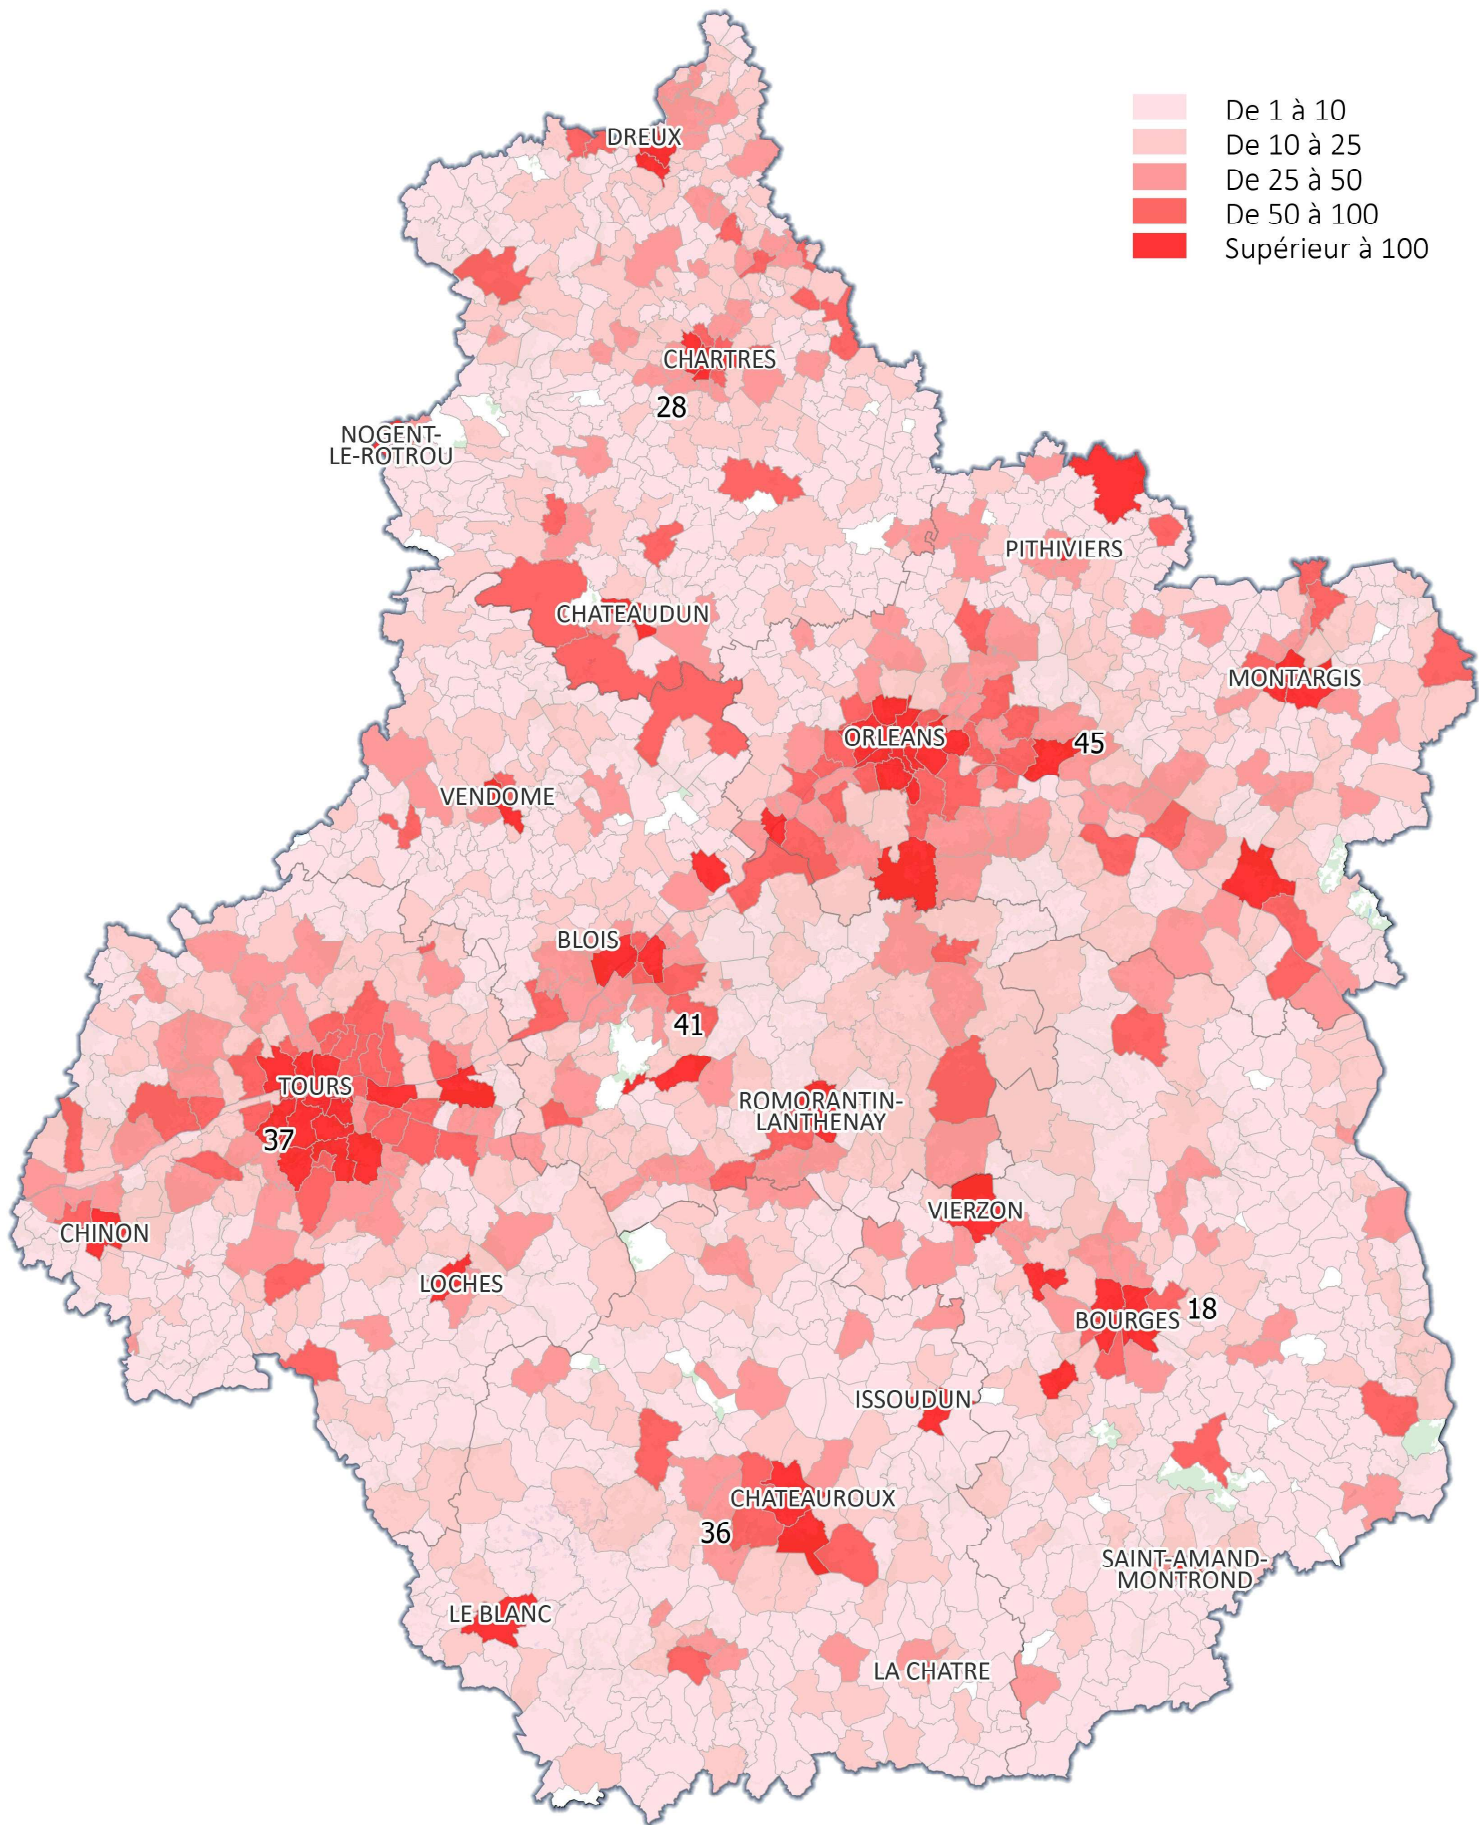 De 1 à 10
De 10 à 25
De 25 à 50
De 50 à 100
Supérieur à 100
DREUX
CHARTRES
28
NOGENT-
LE-ROTROU
PITHIVIERS
CHATEAUDUN
MONTARGIS
ORLEANS
45
VENDOME
BLOIS
41
TOURS
ROMORANTIN-
LANTHENAY
37
VIERZON
CHINON
LOCHES
BOURGES
18
ISSOUDUN
CHATEAUROUX
36
SAINT-AMAND-
MONTROND
LE BLANC
LA CHATRE